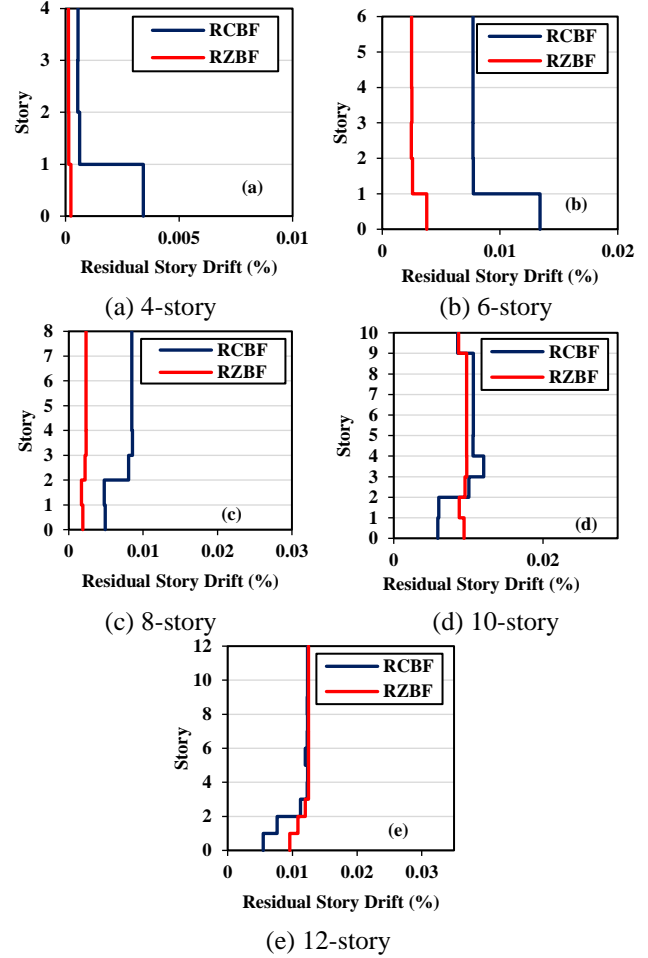 4
3
2
1
0
Story
RCBF
RZBF
(a)
0
0.005
0.01
Residual Story Drift (%)
(a) 4-story
6
5
4
3
2
1
0
Story
RCBF
RZBF
(b)
0
0.01
0.02
Residual Story Drift (%)
(b) 6-story
8
7
6
5
4
3
2
1
0
Story
RCBF
RZBF
(c)
0
0.01
0.02
0.03
Residual Story Drift (%)
(c) 8-story
10
9
8
7
6
5
4
3
2
1
0
Story
RCBF
RZBF
(d)
0
0.02
Residual Story Drift (%)
(d) 10-story
12
10
8
6
4
2
0
Story
RCBF
RZBF
(e)
0
0.01
0.02
0.03
Residual Story Drift (%)
(e) 12-story